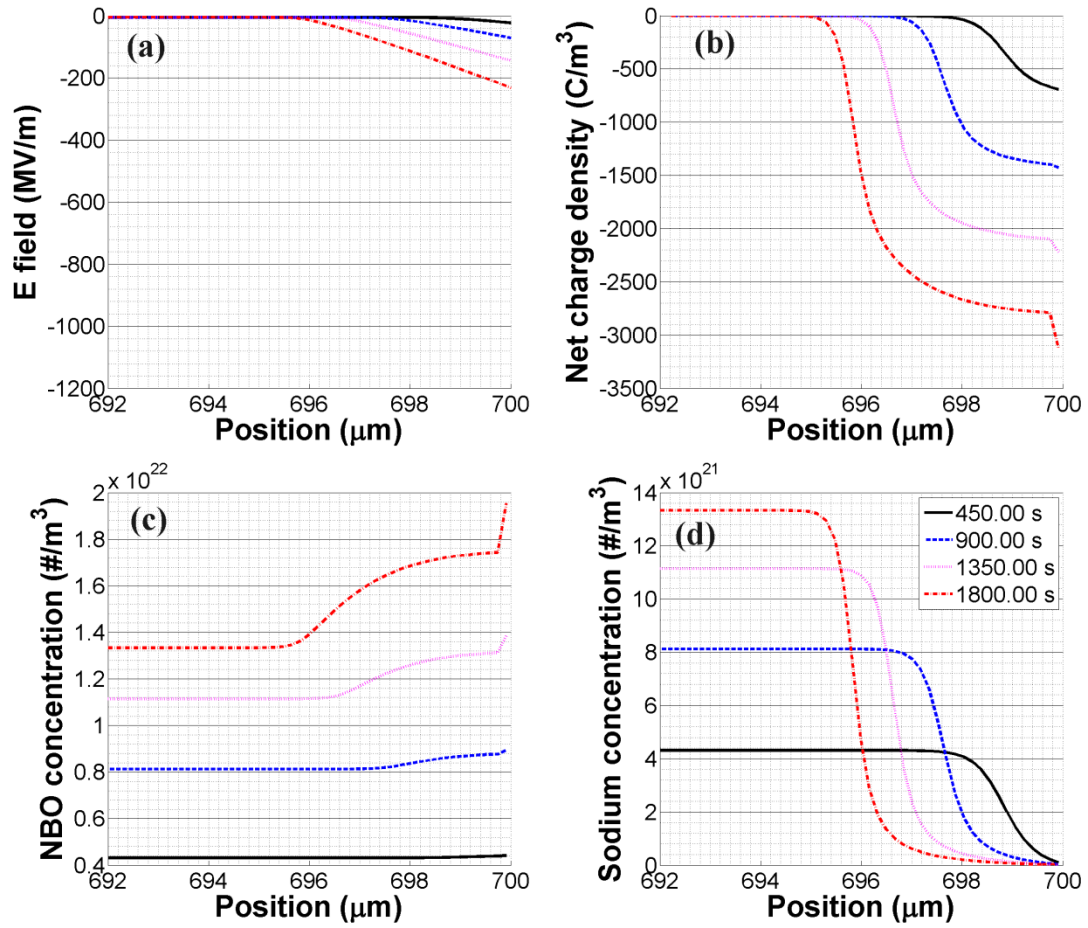 (a)
E field (MV/m)
0
-200
-400
-600
-800
-1000
-1200
692
694
696
698
700
Position (μm)
(b)
Net charge density (C/m³)
0
-500
-1000
-1500
-2000
-2500
-3000
-3500
692
694
696
698
700
Position (μm)
x 10²²
(c)
NBO concentration (#/m³)
2
1.8
1.6
1.4
1.2
1
0.8
0.6
0.4
692
694
696
698
700
Position (μm)
x 10²¹
(d)
Sodium concentration (#/m³)
14
12
10
8
6
4
2
0
692
694
696
698
700
Position (μm)
450.00 s
900.00 s
1350.00 s
1800.00 s